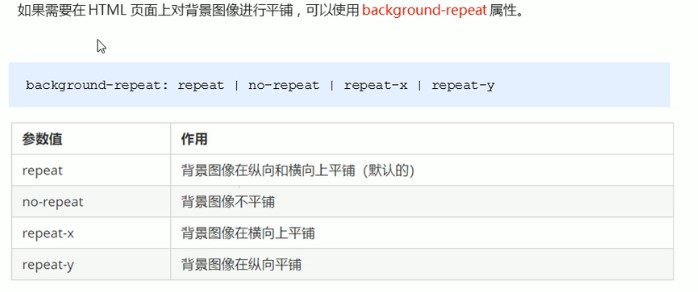 如果需要在 HTML 页面上对背景图像进行平铺，可以使用 background-repeat 属性。
background-repeat: repeat | no-repeat | repeat-x | repeat-y
参数值 作用
repeat 背景图像在纵向和横向上平铺（默认的）
no-repeat 背景图像不平铺
repeat-x 背景图像在横向上平铺
repeat-y 背景图像在纵向平铺